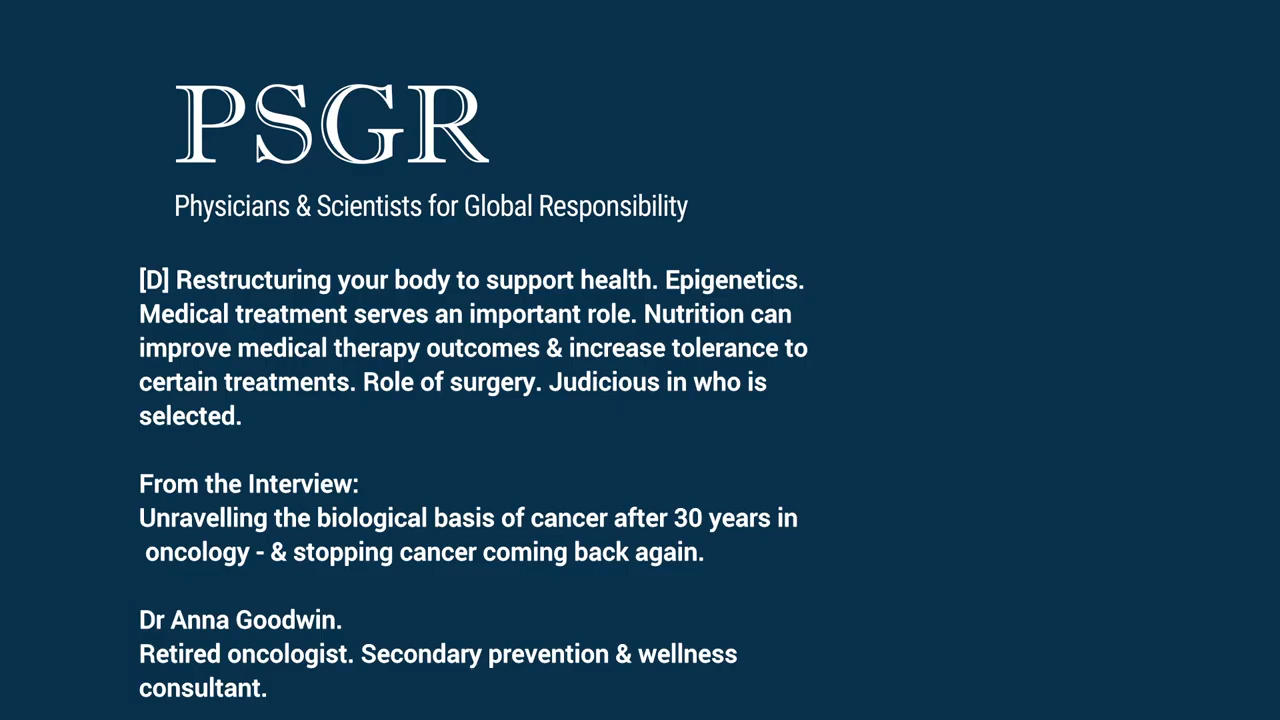 PSGR
Physicians & Scientists for Global Responsibility
[D] Restructuring your body to support health. Epigenetics.
Medical treatment serves an important role. Nutrition can
improve medical therapy outcomes & increase tolerance to
certain treatments. Role of surgery. Judicious in who is
selected.
From the Interview:
Unravelling the biological basis of cancer after 30 years in
oncology - & stopping cancer coming back again.
Dr Anna Goodwin.
Retired oncologist. Secondary prevention & wellness
consultant.